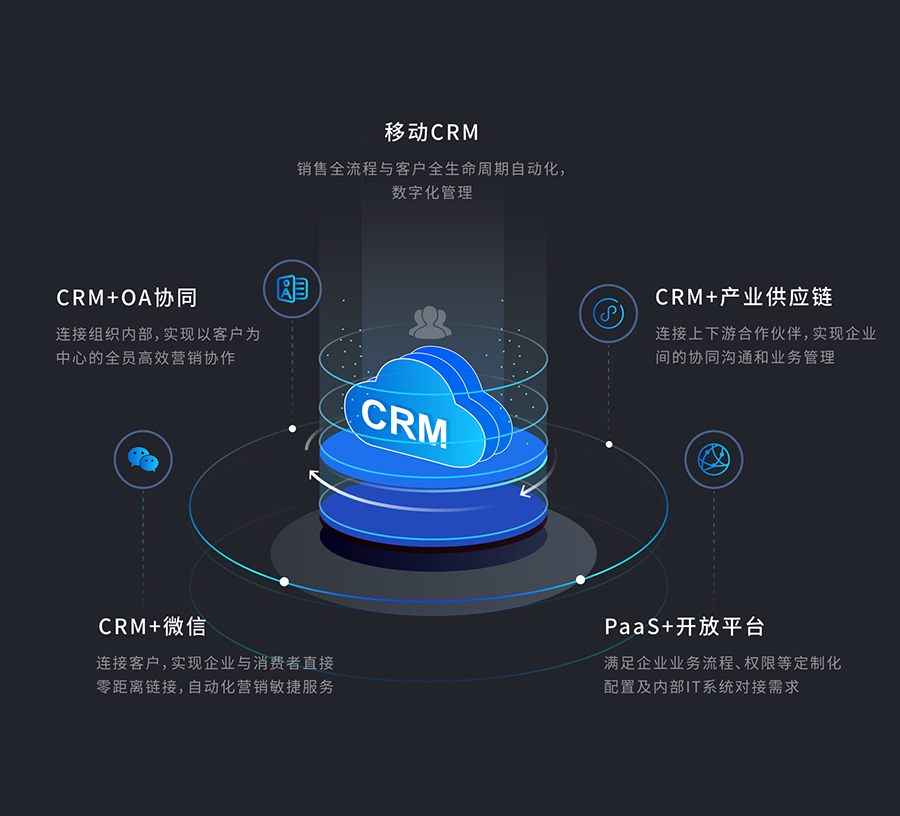 移动CRM
销售全流程与客户全生命周期自动化，
数字化管理
CRM+OA协同
连接组织内部，实现以客户为
中心的全员高效营销协作
CRM+产业供应链
连接上下游合作伙伴，实现企业
间的协同沟通和业务管理
CRM
CRM+微信
连接客户，实现企业与消费者直接
零距离链接，自动化营销敏捷服务
PaaS+开放平台
满足企业业务流程、权限等定制化
配置及内部IT系统对接需求